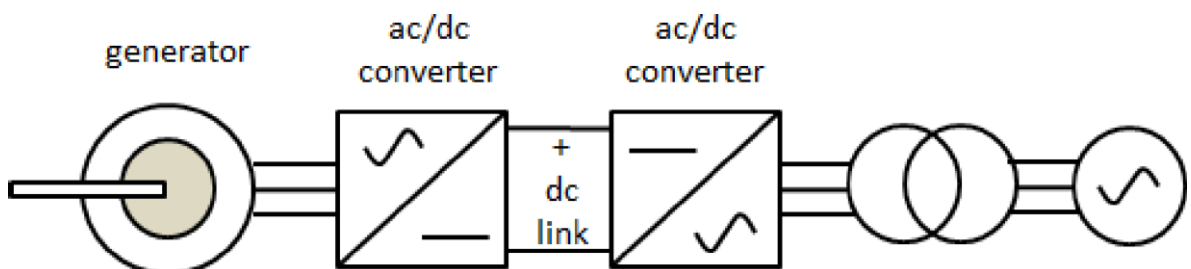 generator
ac/dc
converter
ac/dc
converter
+
dc
link